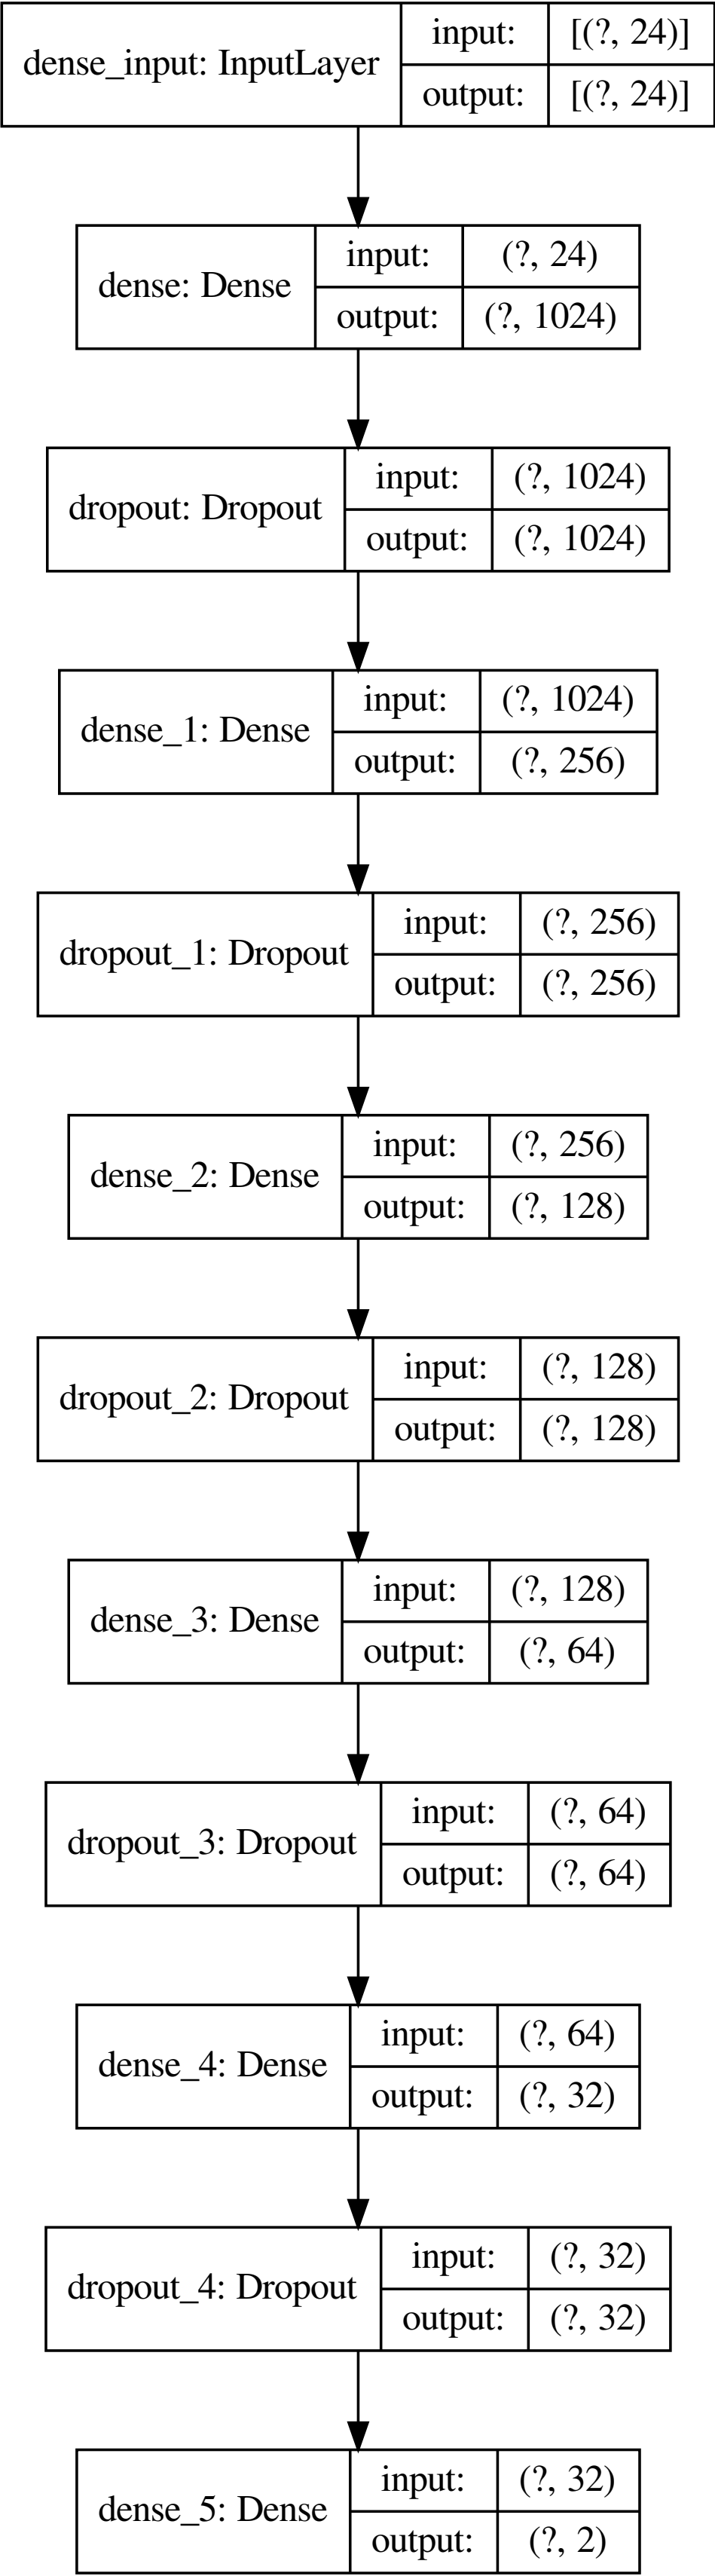 dense_input: InputLayer
input: [(?, 24)]
output: [(?, 24)]
dense: Dense
input: (?, 24)
output: (?, 1024)
dropout: Dropout
input: (?, 1024)
output: (?, 1024)
dense_1: Dense
input: (?, 1024)
output: (?, 256)
dropout_1: Dropout
input: (?, 256)
output: (?, 256)
dense_2: Dense
input: (?, 256)
output: (?, 128)
dropout_2: Dropout
input: (?, 128)
output: (?, 128)
dense_3: Dense
input: (?, 128)
output: (?, 64)
dropout_3: Dropout
input: (?, 64)
output: (?, 64)
dense_4: Dense
input: (?, 64)
output: (?, 32)
dropout_4: Dropout
input: (?, 32)
output: (?, 32)
dense_5: Dense
input: (?, 32)
output: (?, 2)